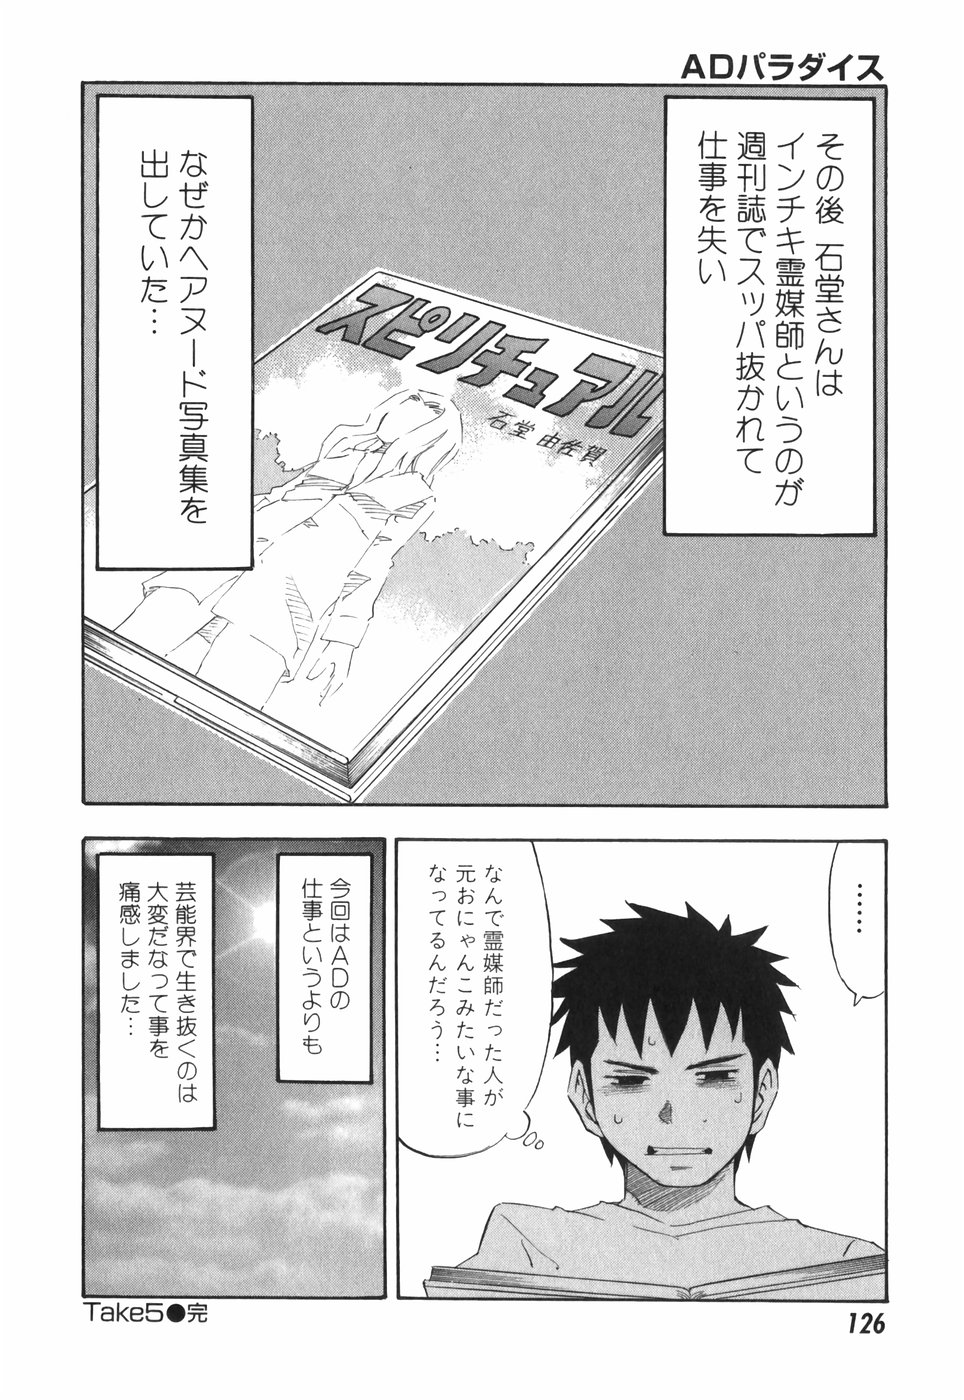 ADパラダイス
その後 石堂さんは
インチキ霊媒師というのが
週刊誌でスッパ抜かれて
仕事を失い
なぜかヘアヌード写真集を
出していた…
スピリチュアル
石堂 由佐賀
……
なんで霊媒師だった人が
元おにゃんこみたいな事に
なってるんだろう…
今回はADの
仕事というよりも
芸能界で生き抜くのは
大変だなって事を
痛感しました…
Take5●完
126